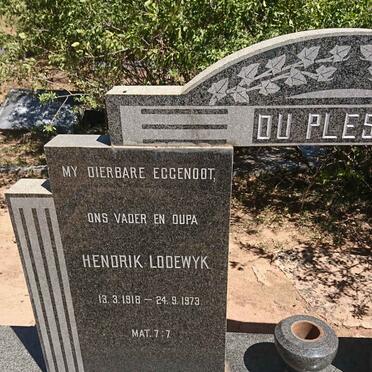 DU PLES
MY DIERBARE EGGENOOT,
ONS VADER EN OUPA
HENDRIK LODEWYK
13.3.1918 – 24.9.1973
MAT. 7:7